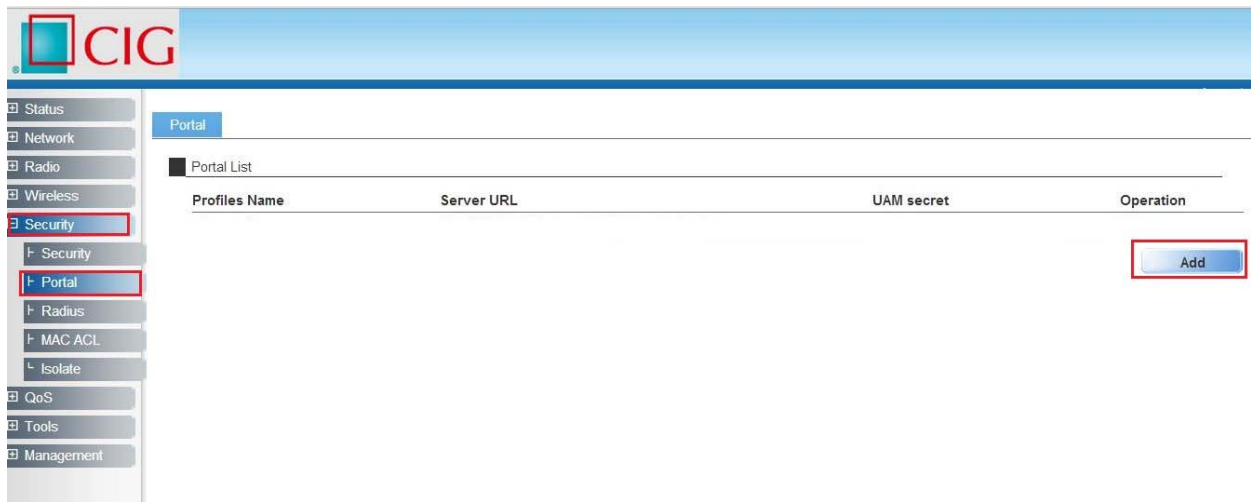 ® CIG
Status
Network
Radio
Wireless
Security
Security
Portal
Radius
MAC ACL
Isolate
QoS
Tools
Management
Portal
Portal List
Profiles Name Server URL UAM secret Operation
Add